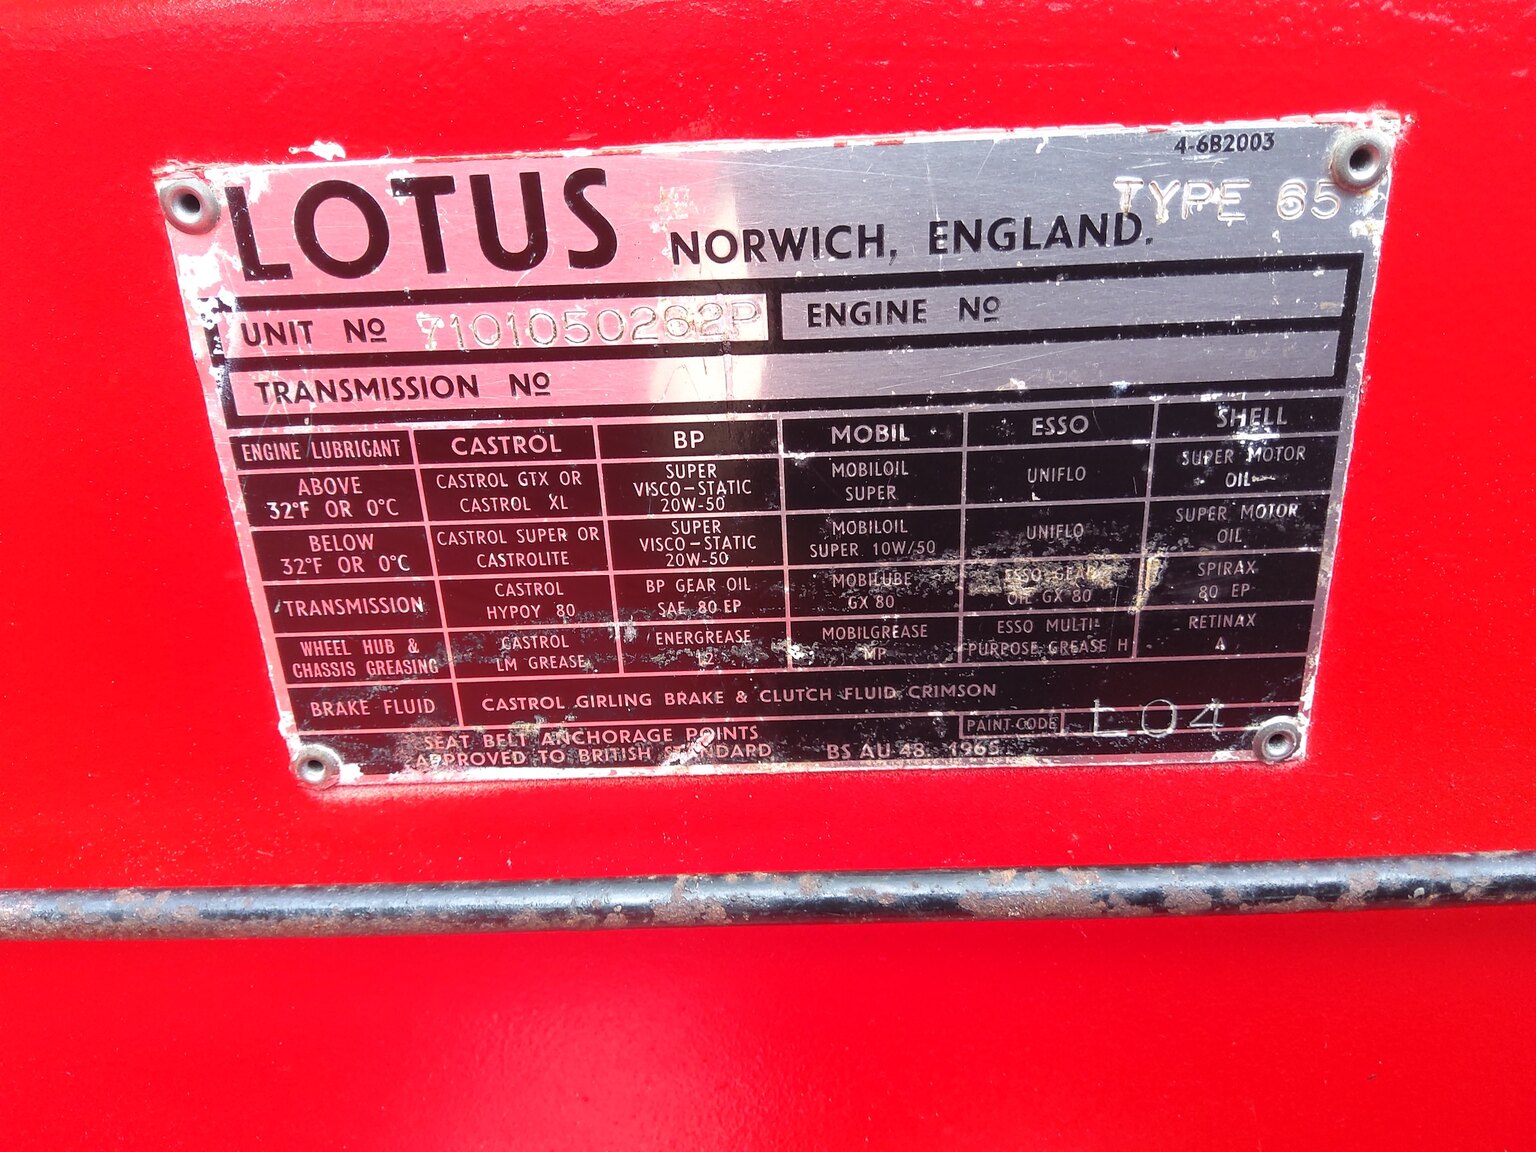 4-6B2003
TYPE 65
LOTUS NORWICH, ENGLAND.
UNIT Nº 7101050262P ENGINE Nº
TRANSMISSION Nº
ENGINE LUBRICANT CASTROL BP MOBIL ESSO SHELL
ABOVE 32°F OR 0°C CASTROL GTX OR CASTROL XL SUPER VISCO-STATIC 20W-50 MOBILOIL SUPER UNIFLO SUPER MOTOR OIL
BELOW 32°F OR 0°C CASTROL SUPER OR CASTROLITE SUPER VISCO-STATIC 20W-50 MOBILOIL SUPER 10W/50 UNIFLO SUPER MOTOR OIL
TRANSMISSION CASTROL HYPOY 80 BP GEAR OIL SAE 80 EP MOBILUBE GX 80 ESSO GEAR OIL GX 80 SPIRAX 80 EP
WHEEL HUB & CHASSIS GREASING CASTROL LM GREASE ENERGREASE L2 MOBILGREASE MP ESSO MULTI-PURPOSE GREASE H RETINAX A
BRAKE FLUID CASTROL GIRLING BRAKE & CLUTCH FLUID CRIMSON
SEAT BELT ANCHORAGE POINTS
APPROVED TO BRITISH STANDARD BS AU 48. 1965
PAINT CODE L04